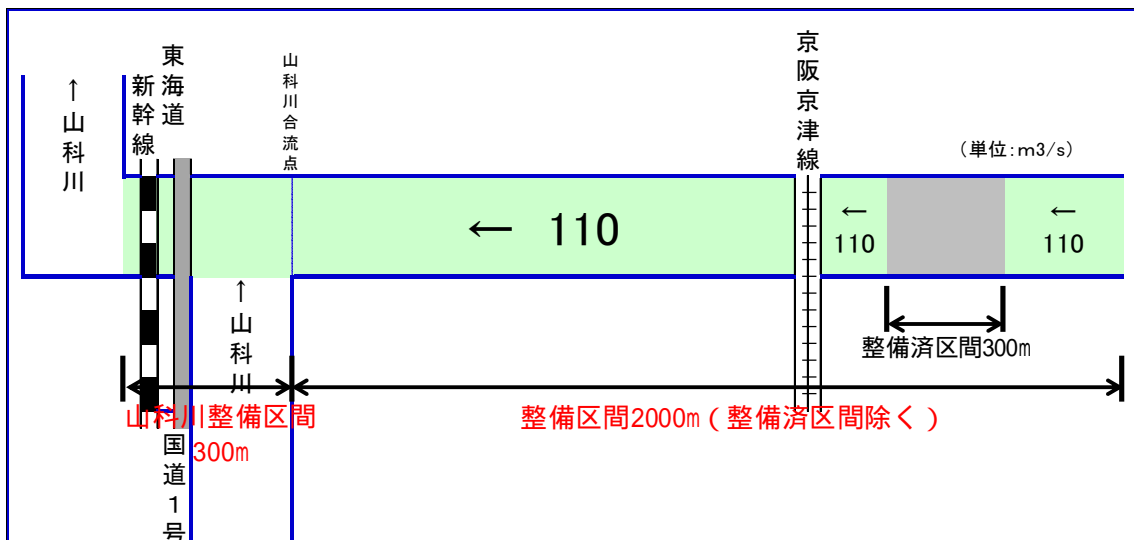 東海道
新幹線
山科川合流点
京阪京津線
（単位:m3/s）
↑山科川
← 110
←
110
←
110
↑山科川
整備済区間300m
山科川整備区間
300m
整備区間2000m（整備済区間除く）
国道１号